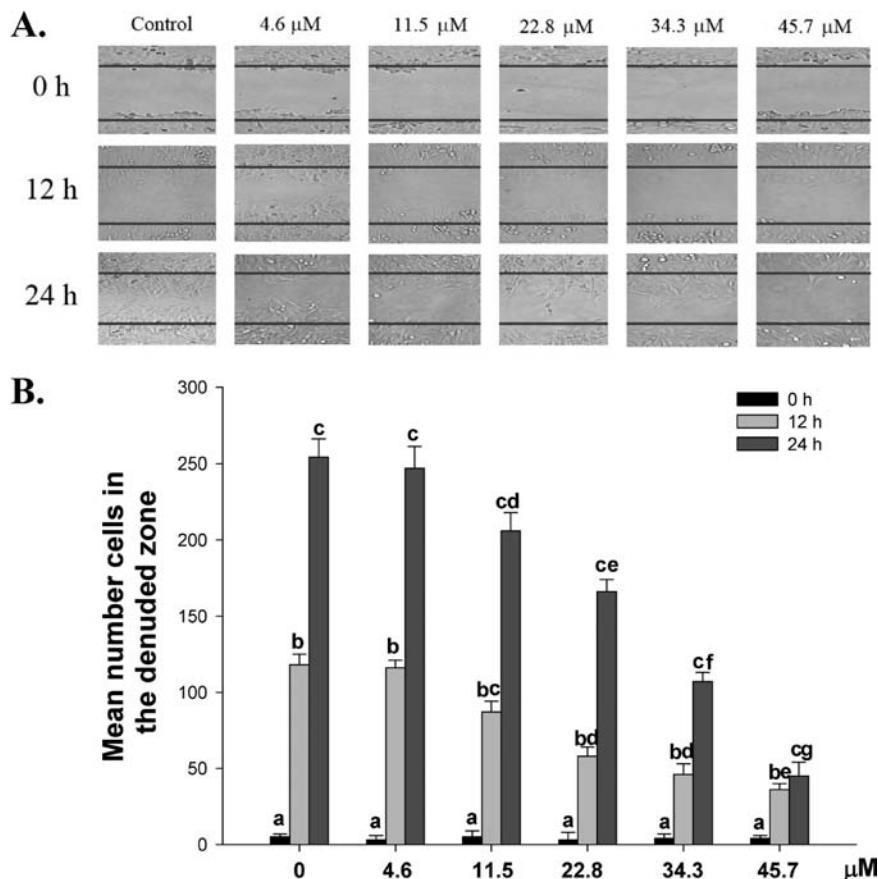 A.
Control 4.6 μM 11.5 μM 22.8 μM 34.3 μM 45.7 μM
0 h
12 h
24 h
B.
Mean number cells in
the denuded zone
300
250
200
150
100
50
0
0 h
12 h
24 h
a b c
a b c
a bc cd
a bd ce
a bd cf
a be cg
0 4.6 11.5 22.8 34.3 45.7 μM